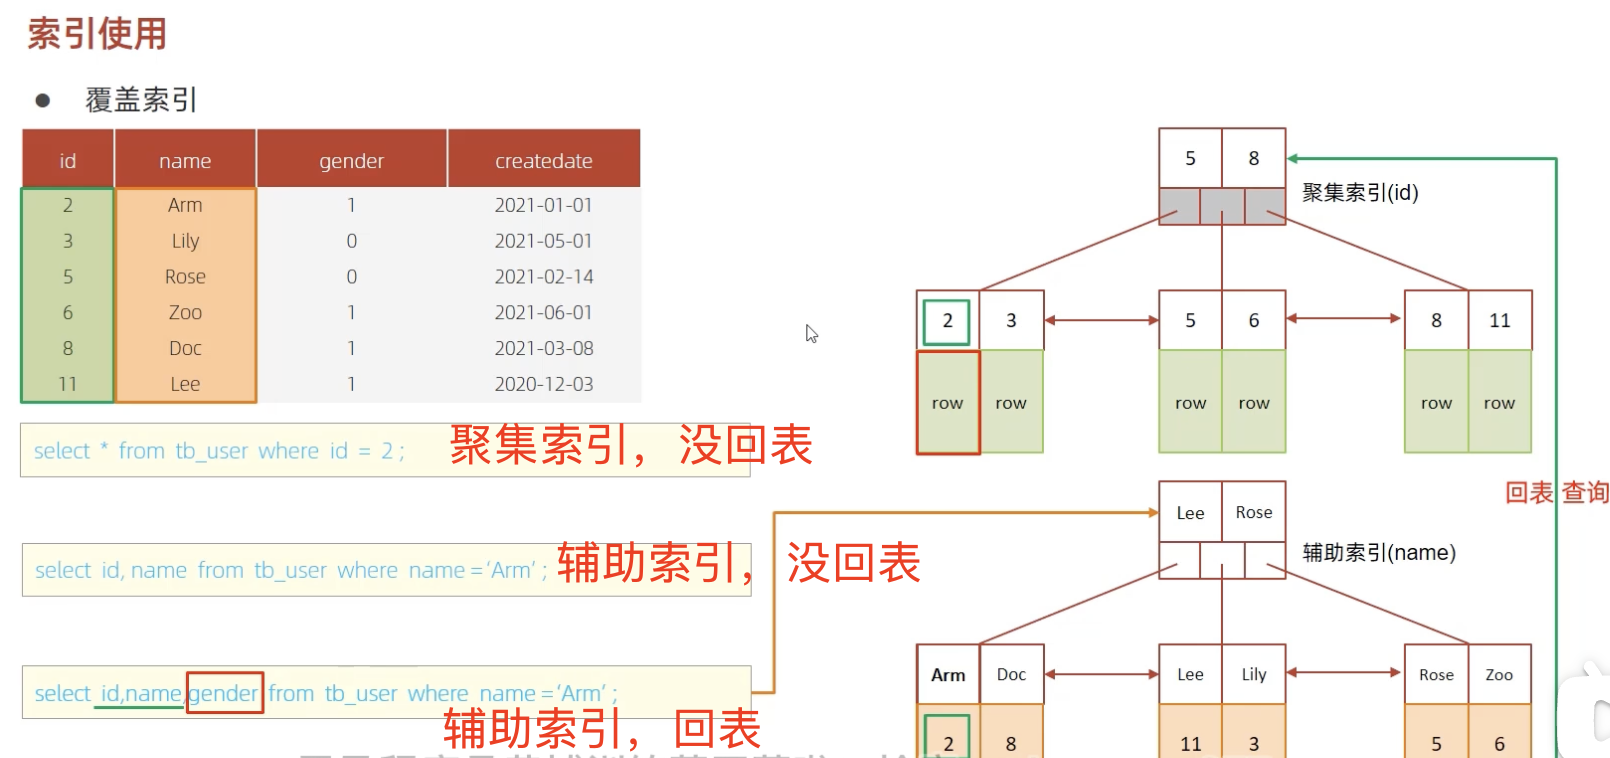 索引使用
● 覆盖索引
id name gender createdate
2 Arm 1 2021-01-01
3 Lily 0 2021-05-01
5 Rose 0 2021-02-14
6 Zoo 1 2021-06-01
8 Doc 1 2021-03-08
11 Lee 1 2020-12-03
select * from tb_user where id = 2 ;
聚集索引，没回表
select id, name from tb_user where name = ‘Arm’ ;
辅助索引，没回表
select id,name,gender from tb_user where name = ‘Arm’ ;
辅助索引，回表
5 8
聚集索引(id)
2 3 5 6 8 11
row row row row row row
回表 查询
Lee Rose
辅助索引(name)
Arm Doc Lee Lily Rose Zoo
2 8 11 3 5 6